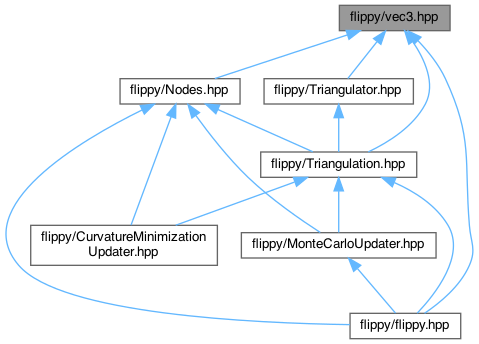 flippy/vec3.hpp
flippy/Nodes.hpp
flippy/Triangulator.hpp
flippy/Triangulation.hpp
flippy/CurvatureMinimization
Updater.hpp
flippy/MonteCarloUpdater.hpp
flippy/flippy.hpp